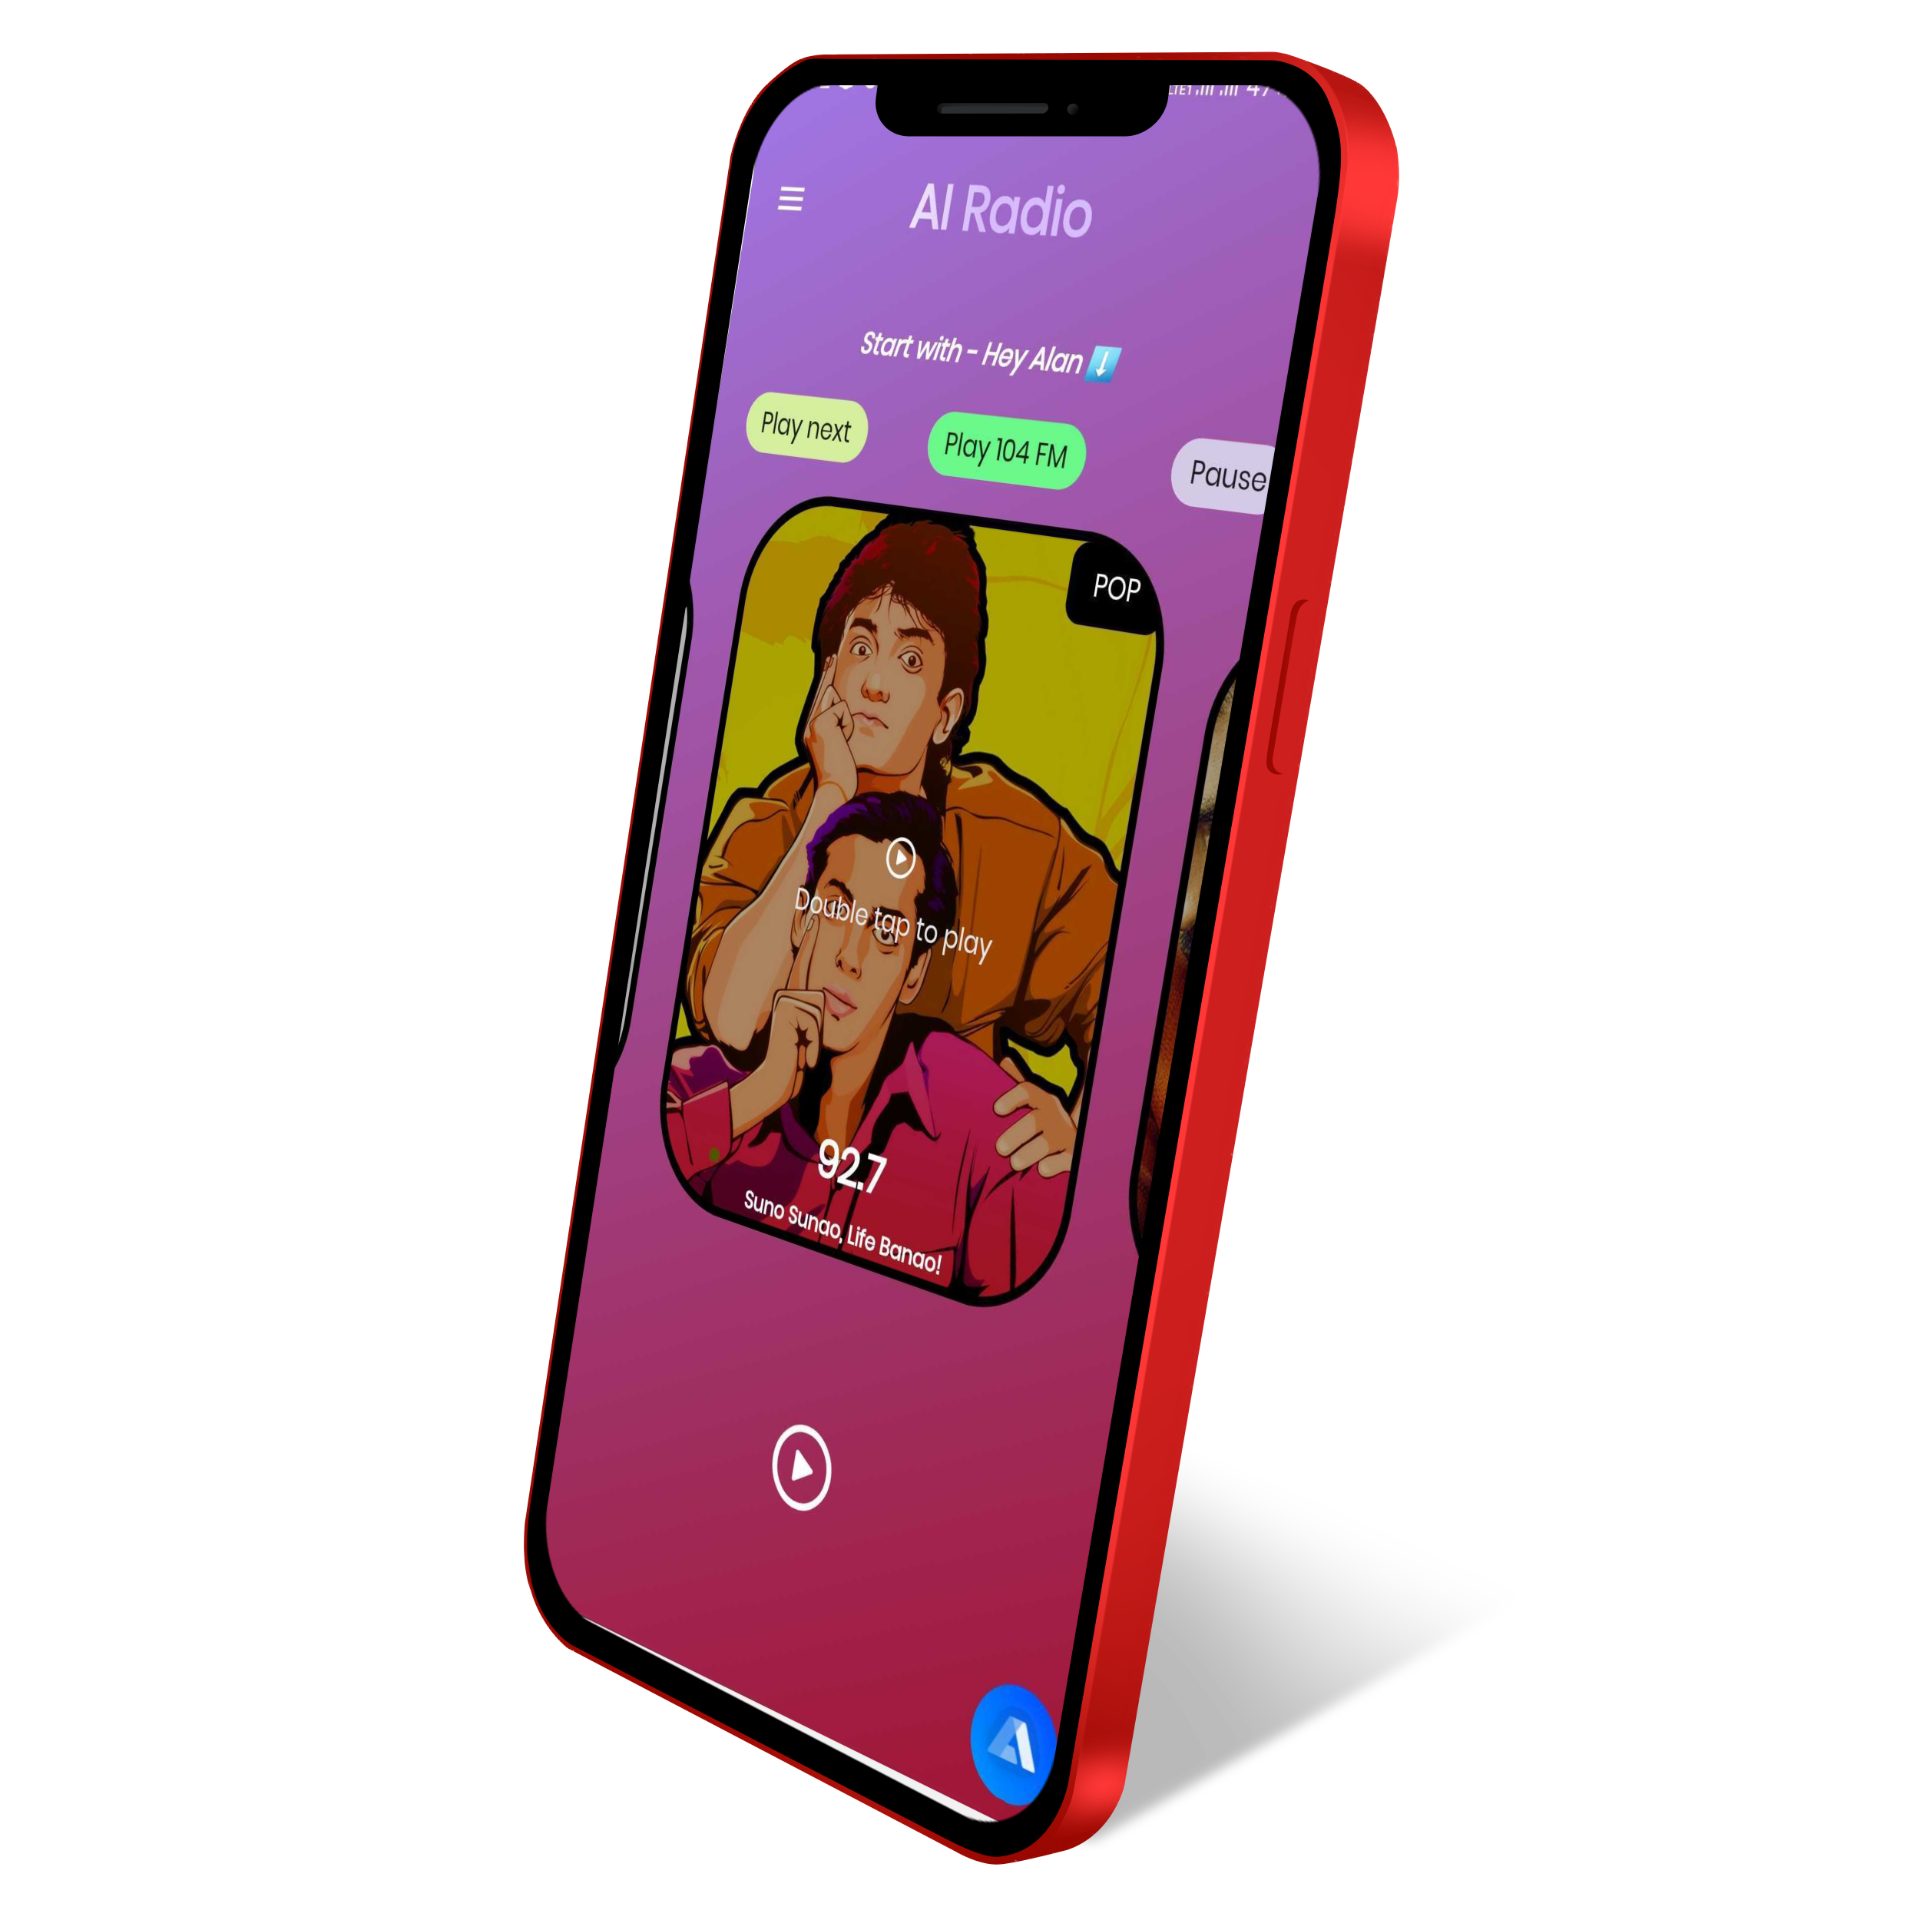 AI Radio
Start with - Hey Alan
Play next
Play 104 FM
Pause
POP
Double tap to play
92.7
Suno Sunao, Life Banao!